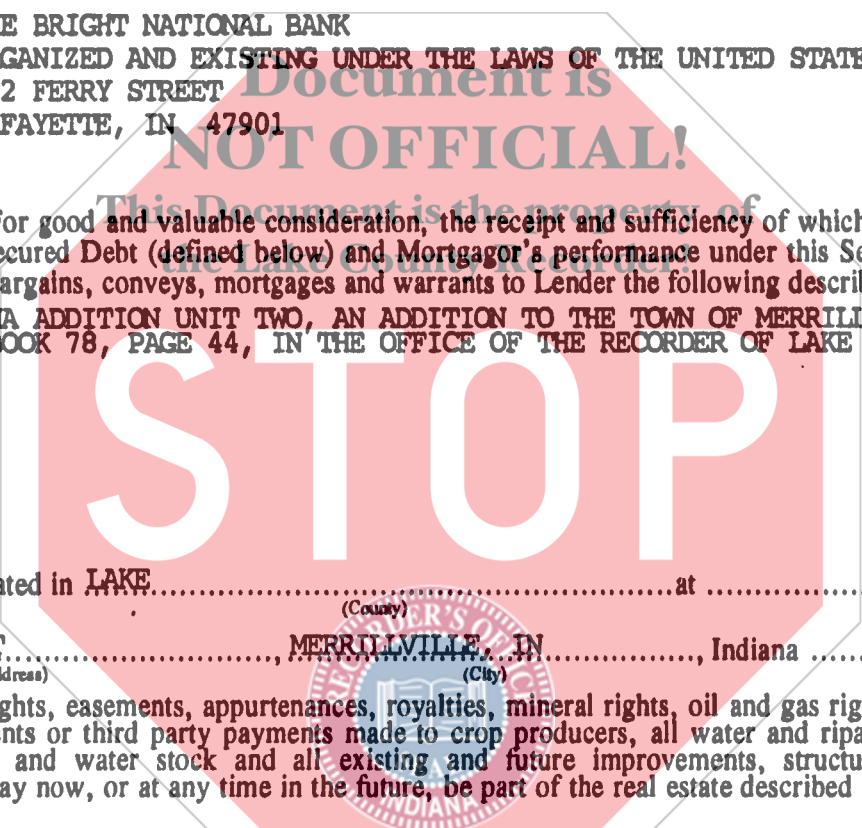 E BRIGHT NATIONAL BANK
GANIZED AND EXISTING UNDER THE LAWS OF THE UNITED STATE
2 FERRY STREET
FAYETTE, IN 47901
Document is
NOT OFFICIAL!
This Document is the property of
the Lake County Recorder!
or good and valuable consideration, the receipt and sufficiency of which
ecured Debt (defined below) and Mortgagor's performance under this Se
argains, conveys, mortgages and warrants to Lender the following describ
A ADDITION UNIT TWO, AN ADDITION TO THE TOWN OF MERRILL
OOK 78, PAGE 44, IN THE OFFICE OF THE RECORDER OF LAKE
STOP
ated in LAKE at
(County)
MERRILLVILLE, IN, Indiana
ddress) (City)
RECORDER'S OFFICE
INDIANA
ghts, easements, appurtenances, royalties, mineral rights, oil and gas rig
ents or third party payments made to crop producers, all water and ripa
and water stock and all existing and future improvements, structu
ay now, or at any time in the future, be part of the real estate described